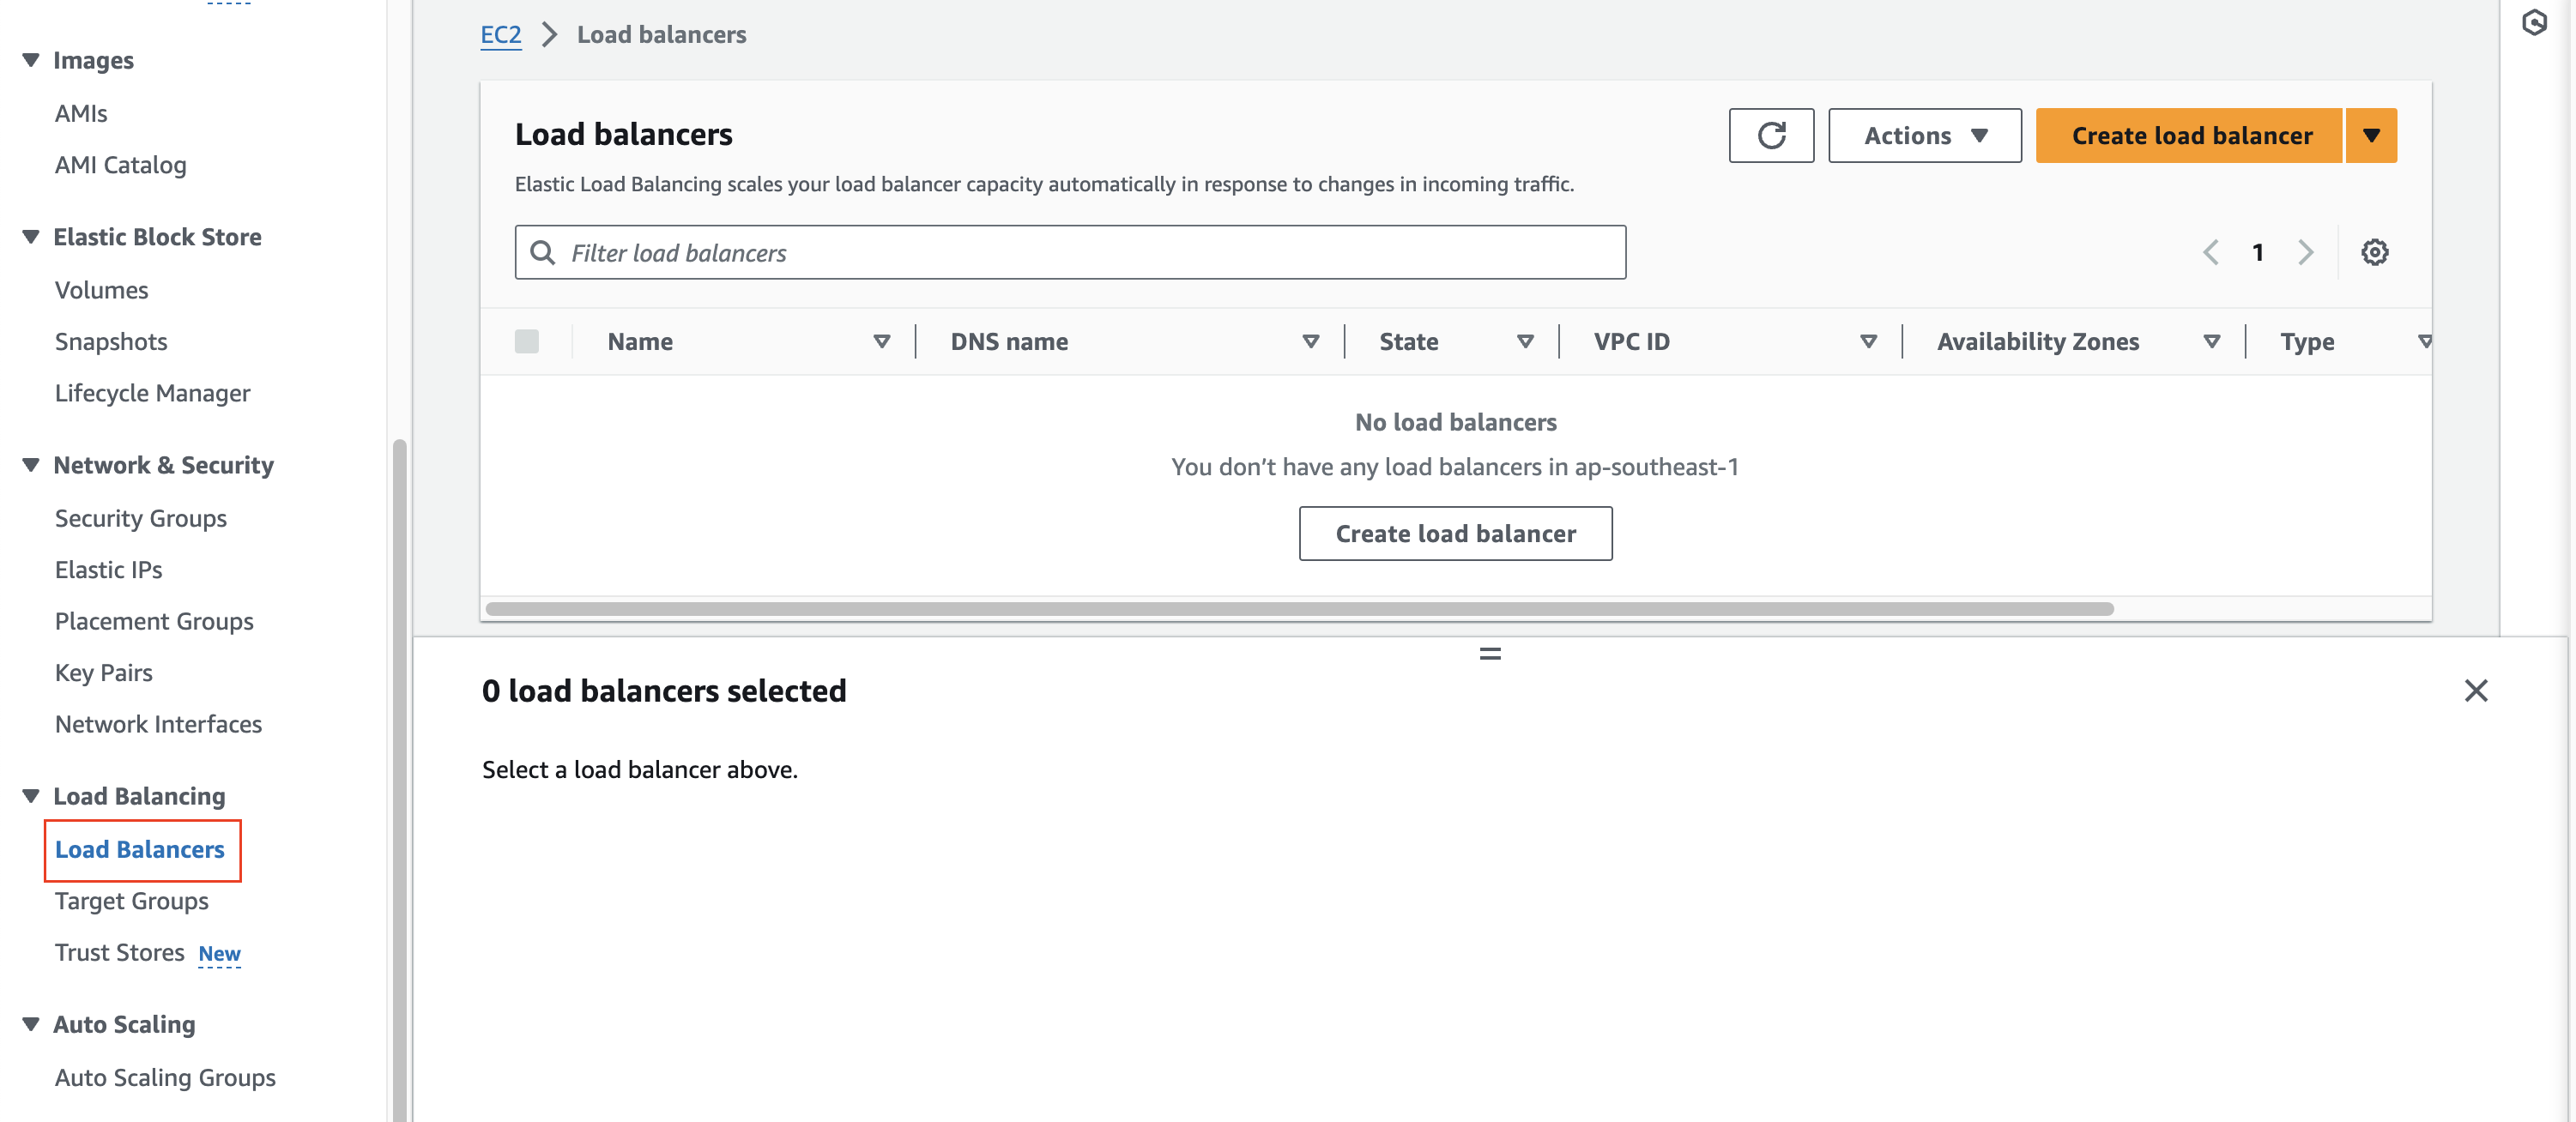 Images
AMIs
AMI Catalog
Elastic Block Store
Volumes
Snapshots
Lifecycle Manager
Network & Security
Security Groups
Elastic IPs
Placement Groups
Key Pairs
Network Interfaces
Load Balancing
Load Balancers
Target Groups
Trust Stores New
Auto Scaling
Auto Scaling Groups
EC2 > Load balancers
Load balancers
Actions
Create load balancer
Elastic Load Balancing scales your load balancer capacity automatically in response to changes in incoming traffic.
Filter load balancers
1
Name DNS name State VPC ID Availability Zones Type
No load balancers
You don’t have any load balancers in ap-southeast-1
Create load balancer
0 load balancers selected
Select a load balancer above.